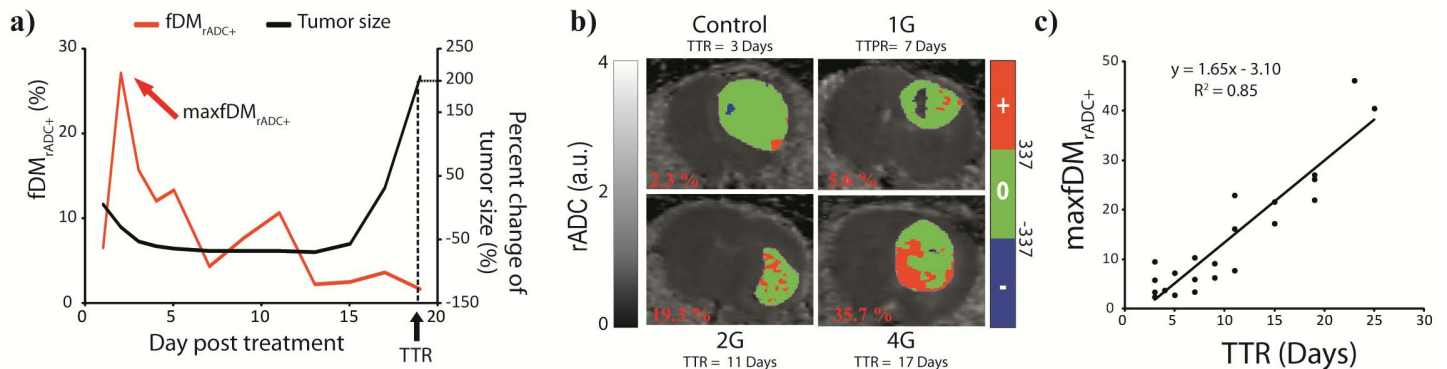 a)
fDM_rADC+
Tumor size
fDM_rADC+ (%)
30
20
10
0
maxfDM_rADC+
250
200
150
50
-50
-150
Percent change of
tumor size (%)
0
5
10
15
20
Day post treatment
TTR
b)
Control
TTR = 3 Days
1G
TTPR= 7 Days
4
2
0
rADC (a.u.)
2.3 %
5.6 %
19.3 %
35.7 %
2G
TTR = 11 Days
4G
TTR = 17 Days
+
337
0
-337
-
c)
y = 1.65x - 3.10
R² = 0.85
maxfDM_rADC+
50
40
30
20
10
0
0
5
10
15
20
25
30
TTR (Days)